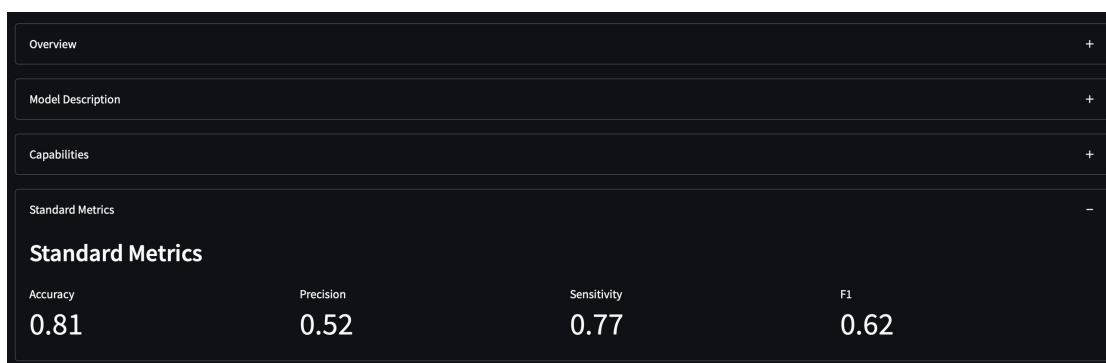 Overview +
Model Description +
Capabilities +
Standard Metrics −
Standard Metrics
Accuracy Precision Sensitivity F1
0.81 0.52 0.77 0.62